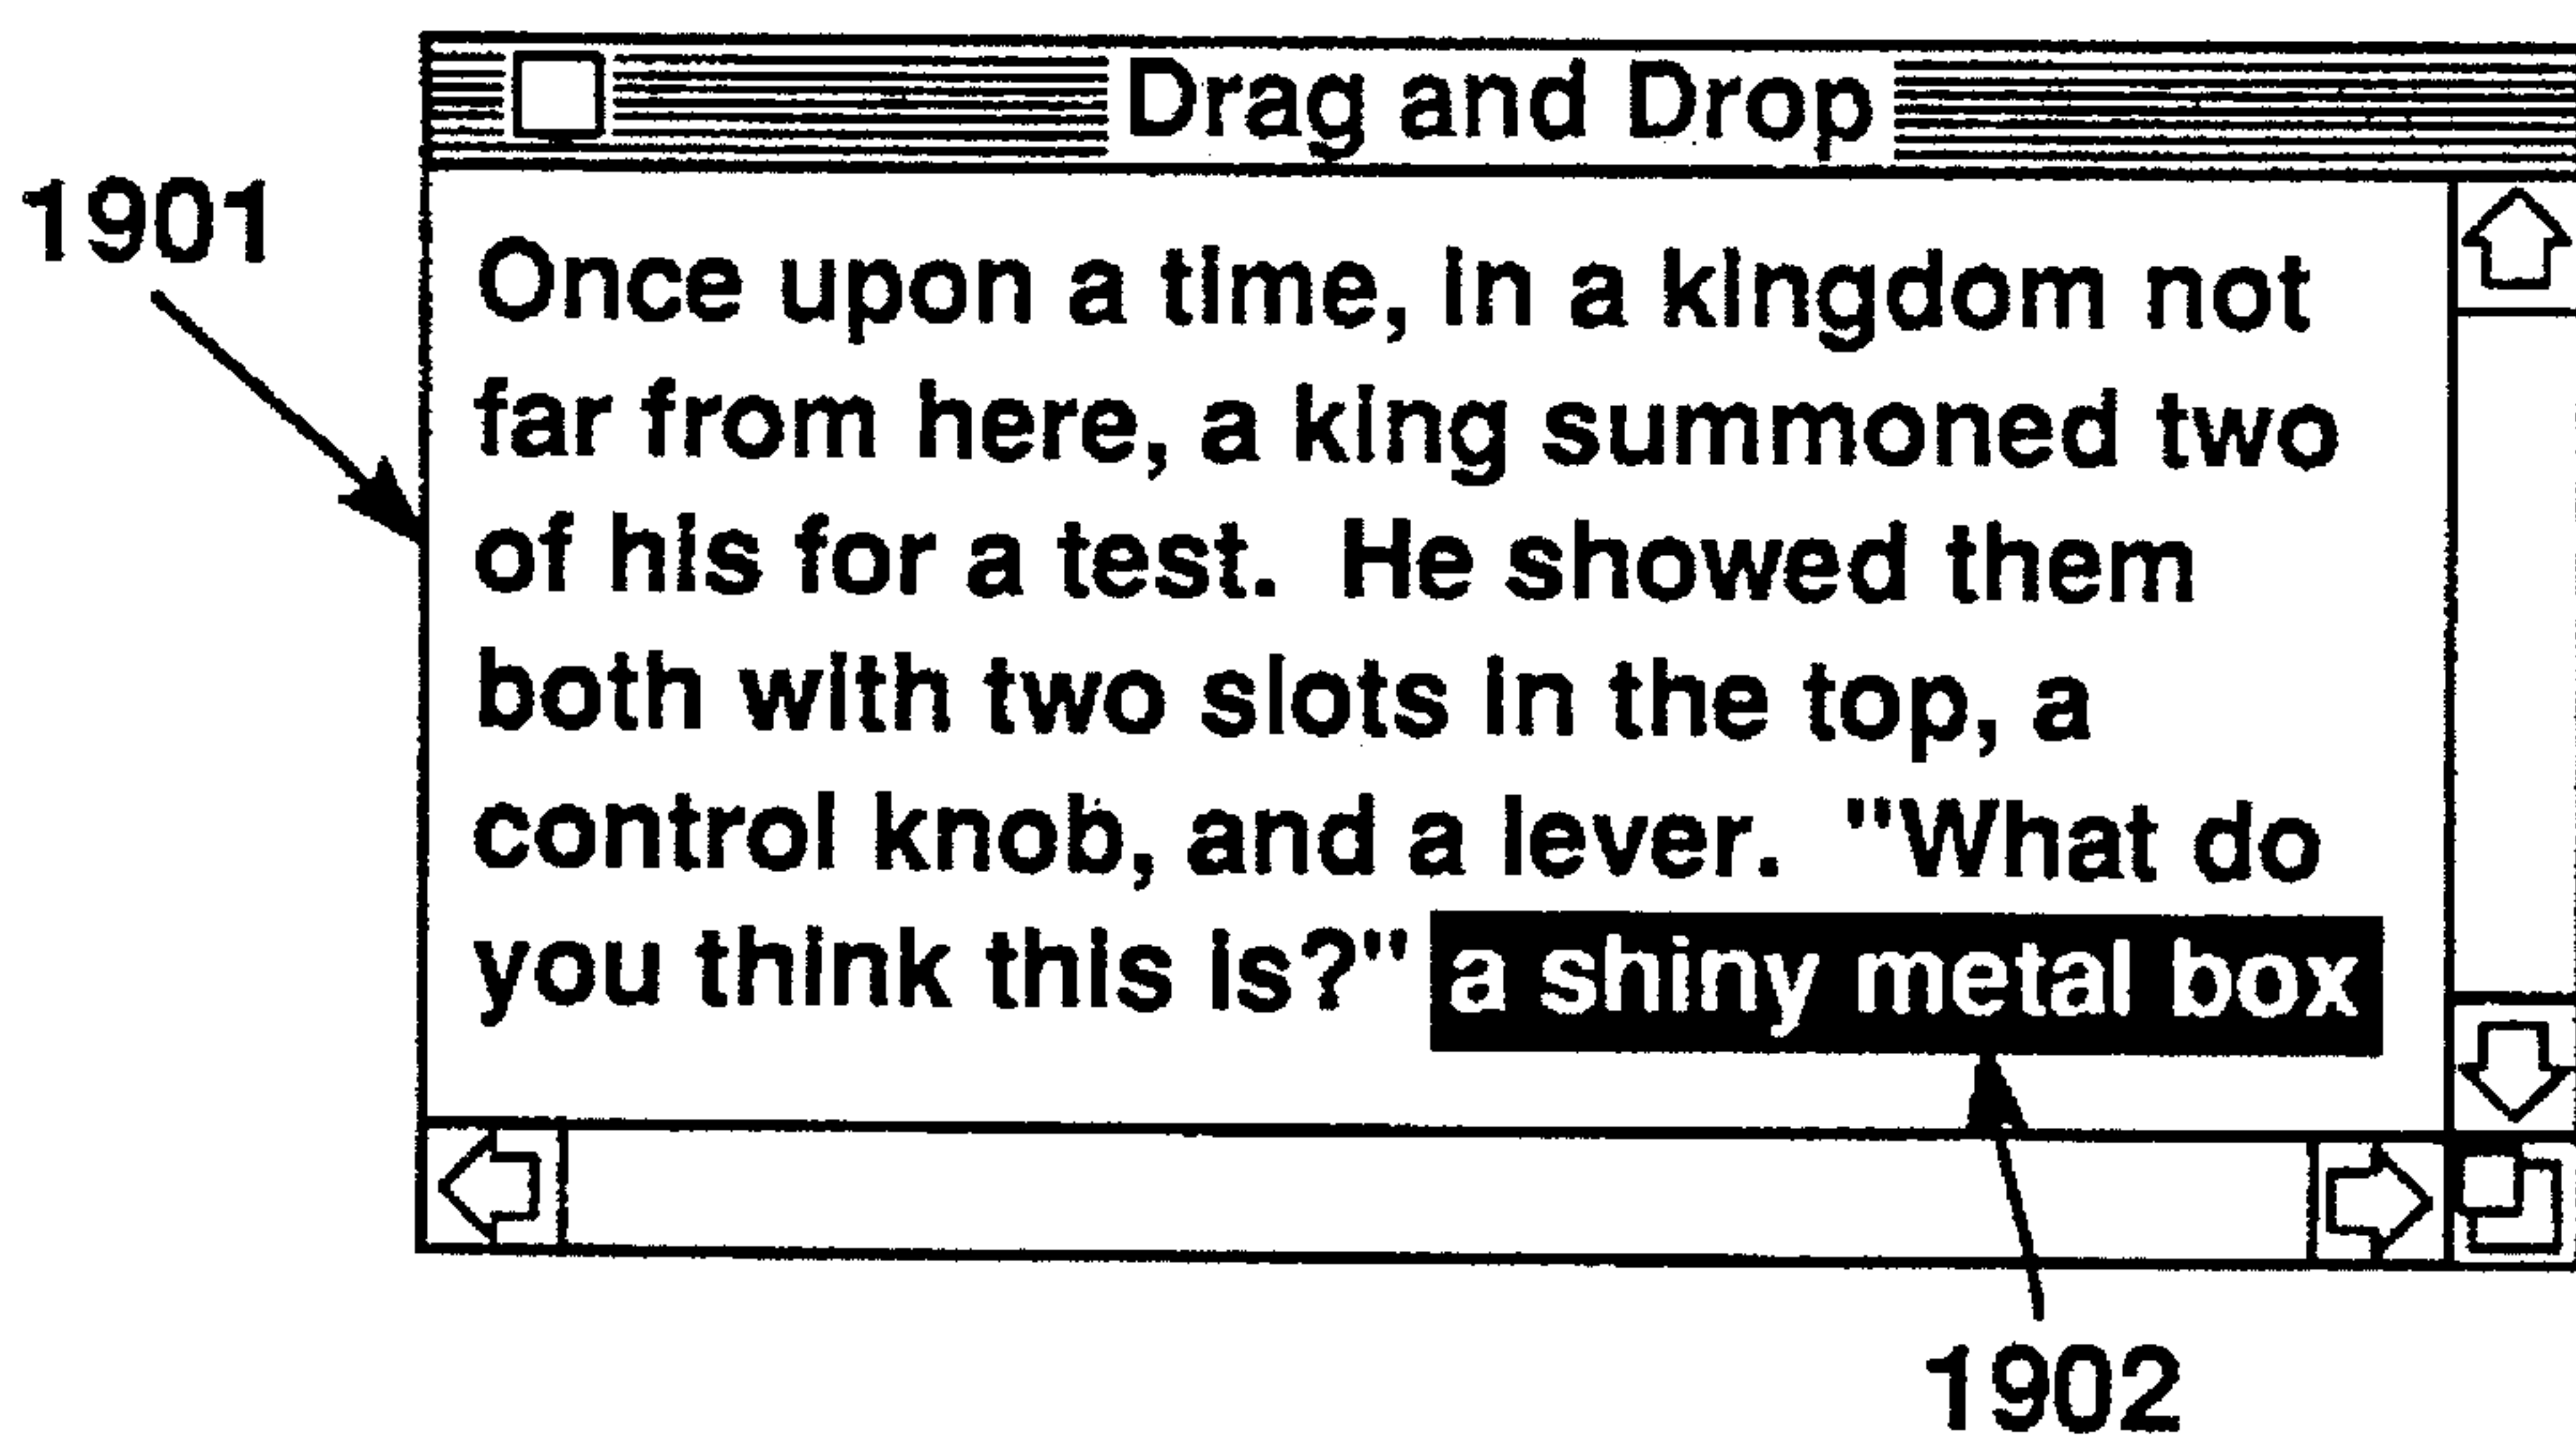 Drag and Drop
1901
Once upon a time, in a kingdom not
far from here, a king summoned two
of his for a test.  He showed them
both with two slots in the top, a
control knob, and a lever.  "What do
you think this is?" a shiny metal box
1902